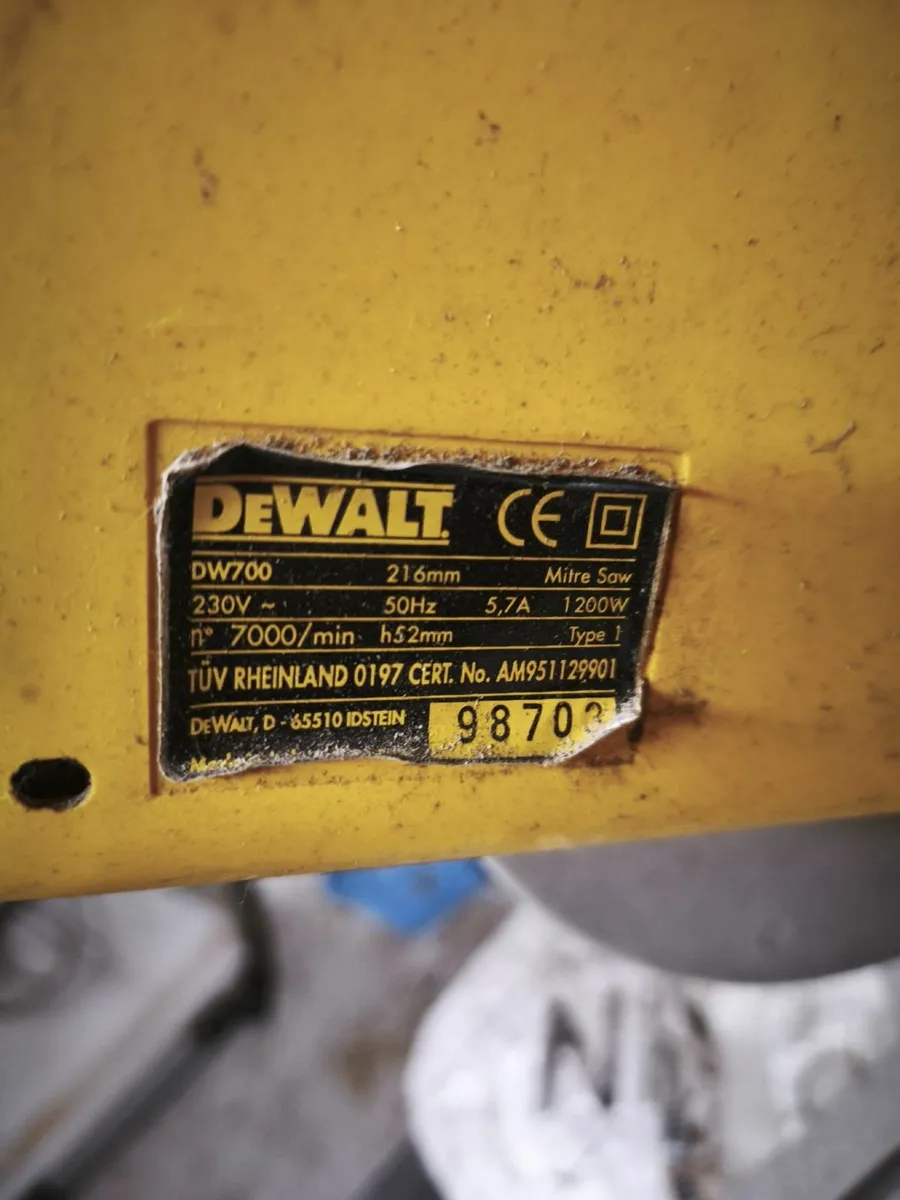 DEWALT. CE
DW700 216mm Mitre Saw
230V ~ 50Hz 5,7A 1200W
n° 7000/min h52mm Type 1
TÜV RHEINLAND 0197 CERT. No. AM951129901
DEWALT, D - 65510 IDSTEIN 9870
N